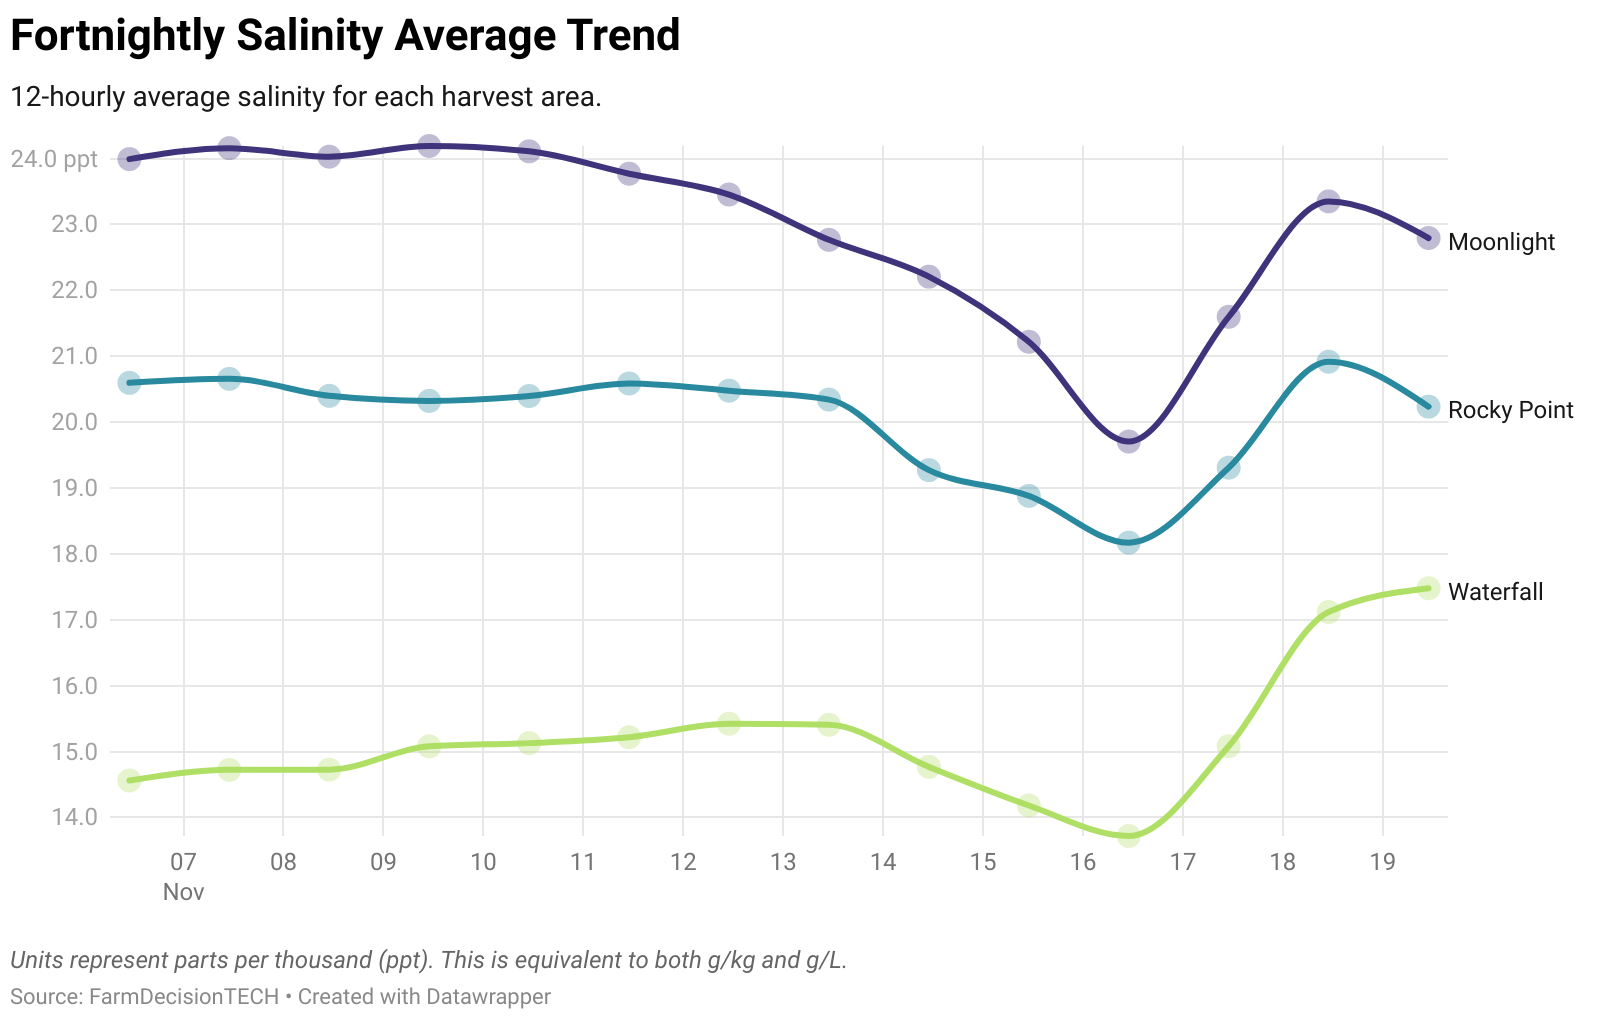 Fortnightly Salinity Average Trend
12-hourly average salinity for each harvest area.
24.0 ppt
23.0
22.0
21.0
20.0
19.0
18.0
17.0
16.0
15.0
14.0
Moonlight
Rocky Point
Waterfall
07 08 09 10 11 12 13 14 15 16 17 18 19
Nov
Units represent parts per thousand (ppt). This is equivalent to both g/kg and g/L.
Source: FarmDecisionTECH • Created with Datawrapper